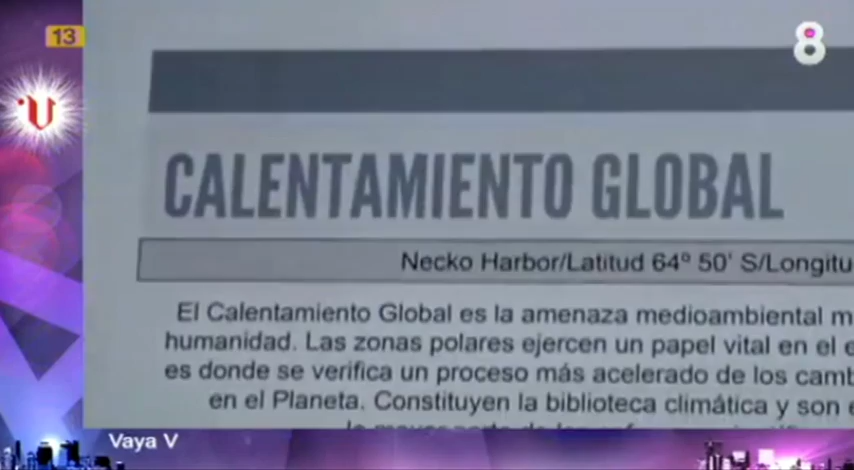 13
8
V
CALENTAMIENTO GLOBAL
Necko Harbor/Latitud 64º 50' S/Longitu
El Calentamiento Global es la amenaza medioambiental m
humanidad. Las zonas polares ejercen un papel vital en el e
es donde se verifica un proceso más acelerado de los camb
en el Planeta. Constituyen la biblioteca climática y son e
Vaya V